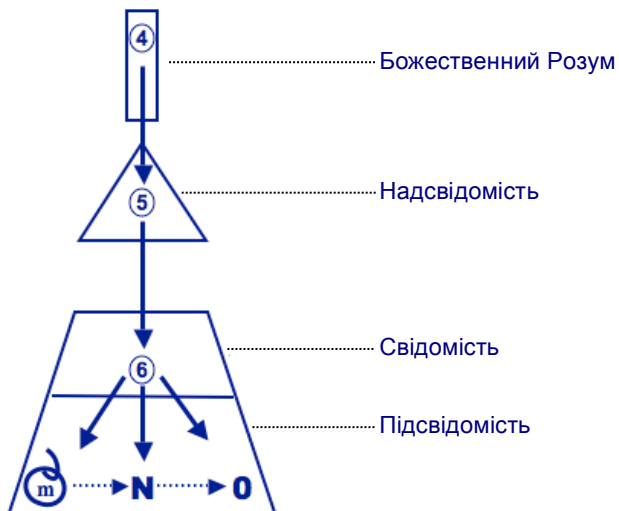 ④
Божественний Розум
⑤
Надсвідомість
Свідомість
⑥
Підсвідомість
m N 0